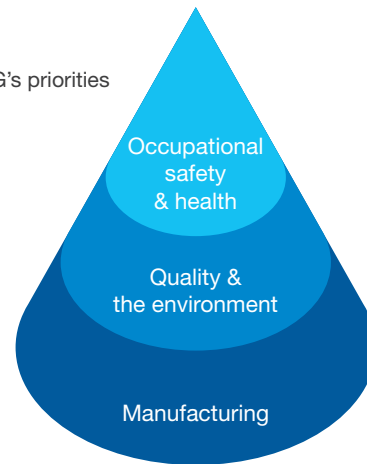 G's priorities
Occupational
safety
& health
Quality &
the environment
Manufacturing